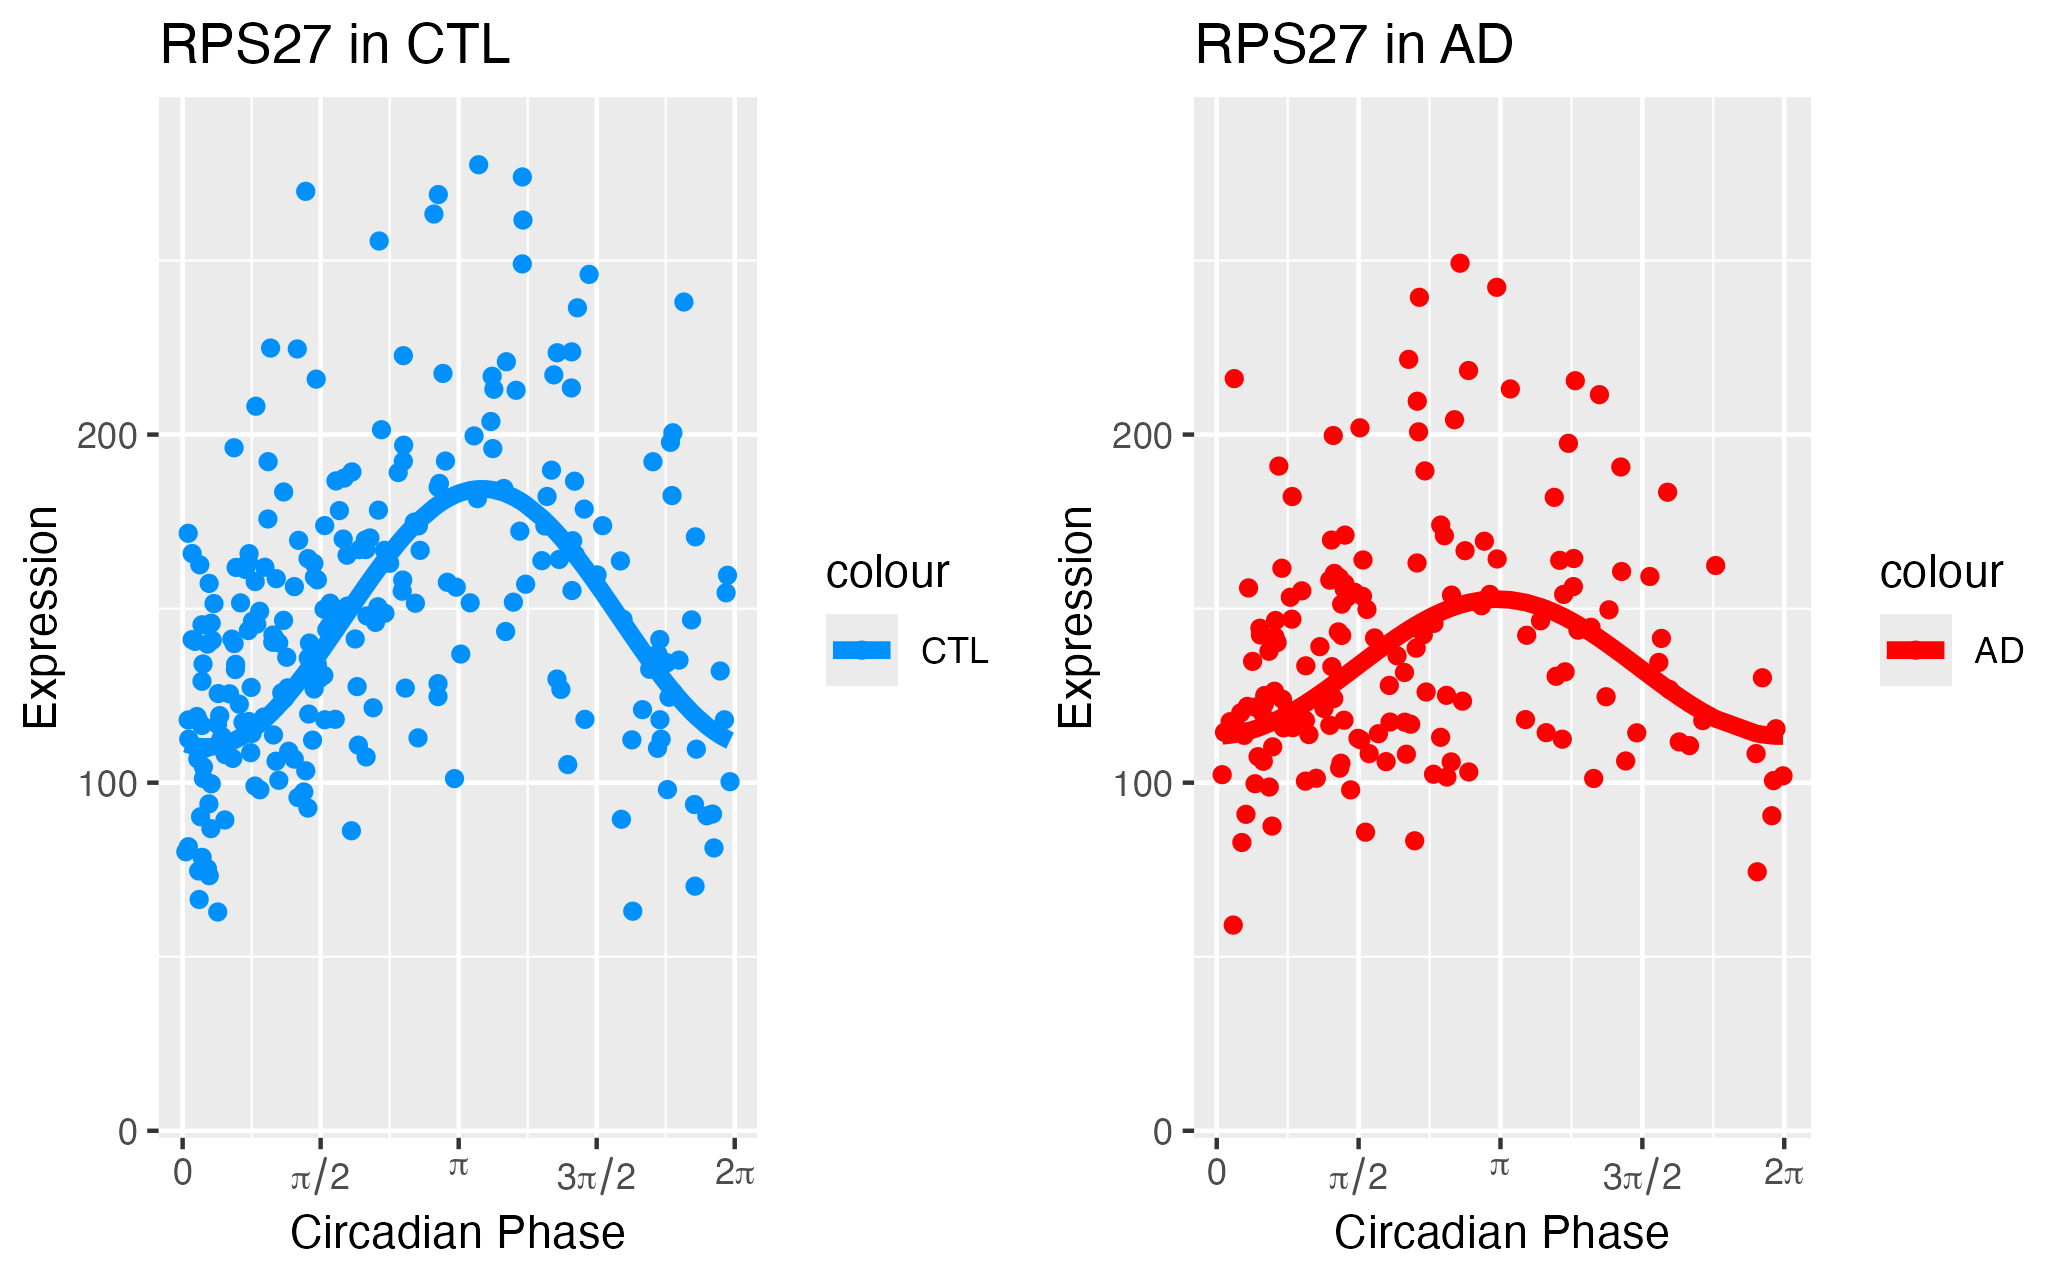 RPS27 in CTL
Expression
200
100
0
0 π/2 π 3π/2 2π
Circadian Phase
colour
CTL
RPS27 in AD
Expression
200
100
0
0 π/2 π 3π/2 2π
Circadian Phase
colour
AD